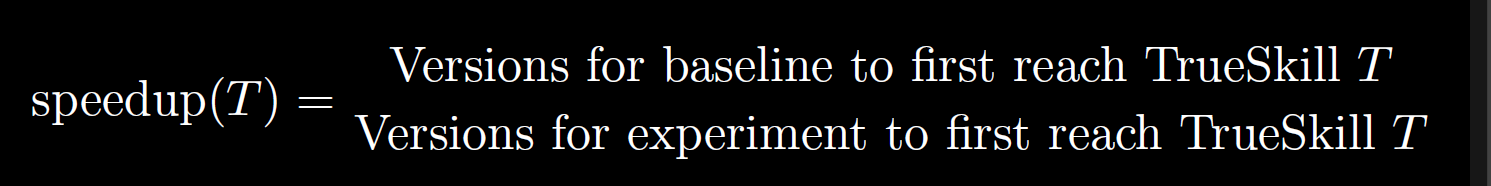 Versions for baseline to first reach TrueSkill T
speedup(T) =
Versions for experiment to first reach TrueSkill T